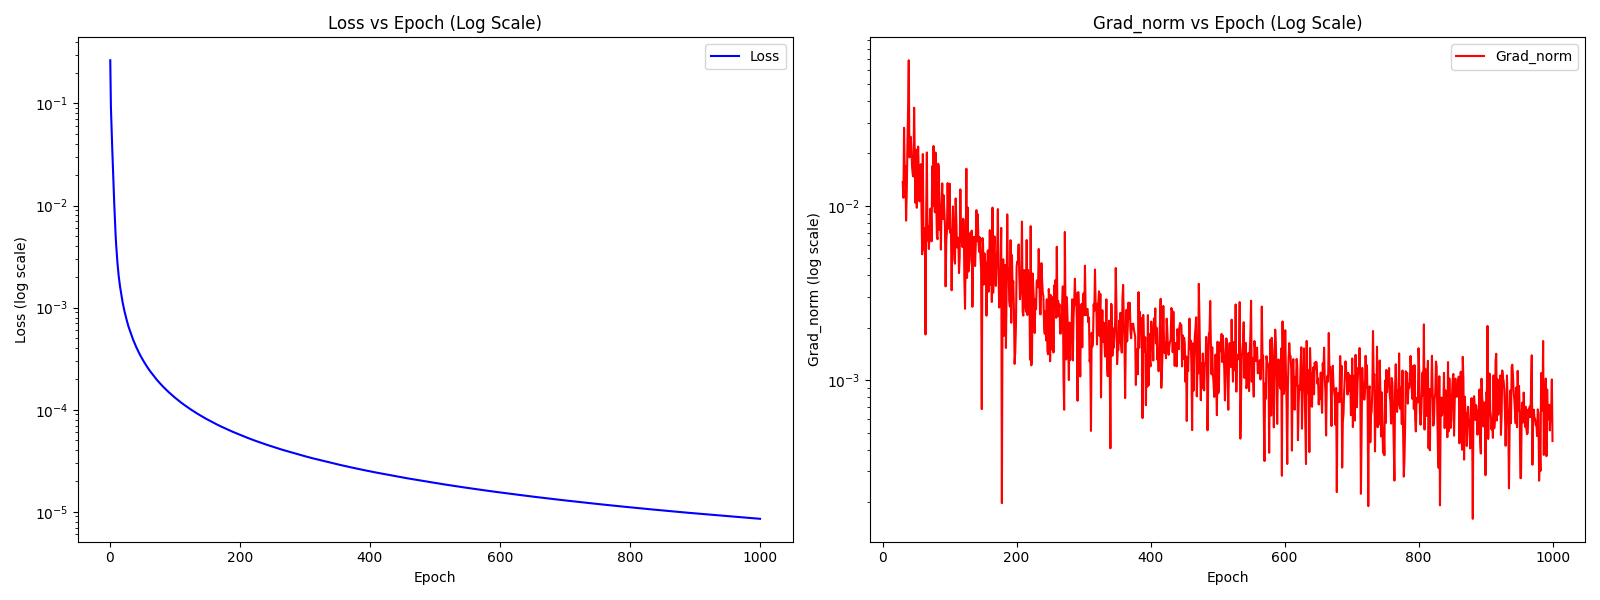 Loss vs Epoch (Log Scale)
Loss
Loss (log scale)
10⁻¹
10⁻²
10⁻³
10⁻⁴
10⁻⁵
0 200 400 600 800 1000
Epoch
Grad_norm vs Epoch (Log Scale)
Grad_norm
Grad_norm (log scale)
10⁻²
10⁻³
0 200 400 600 800 1000
Epoch